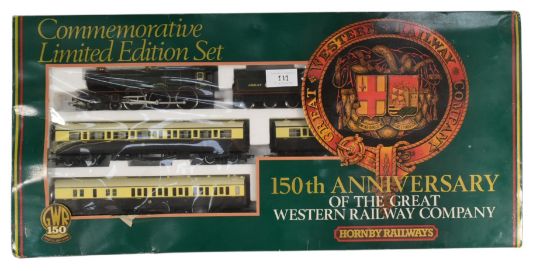 Commemorative
Limited Edition Set
GREAT WESTERN RAILWAY COMPANY
GWR
150
150th ANNIVERSARY
OF THE GREAT
WESTERN RAILWAY COMPANY
HORNBY RAILWAYS